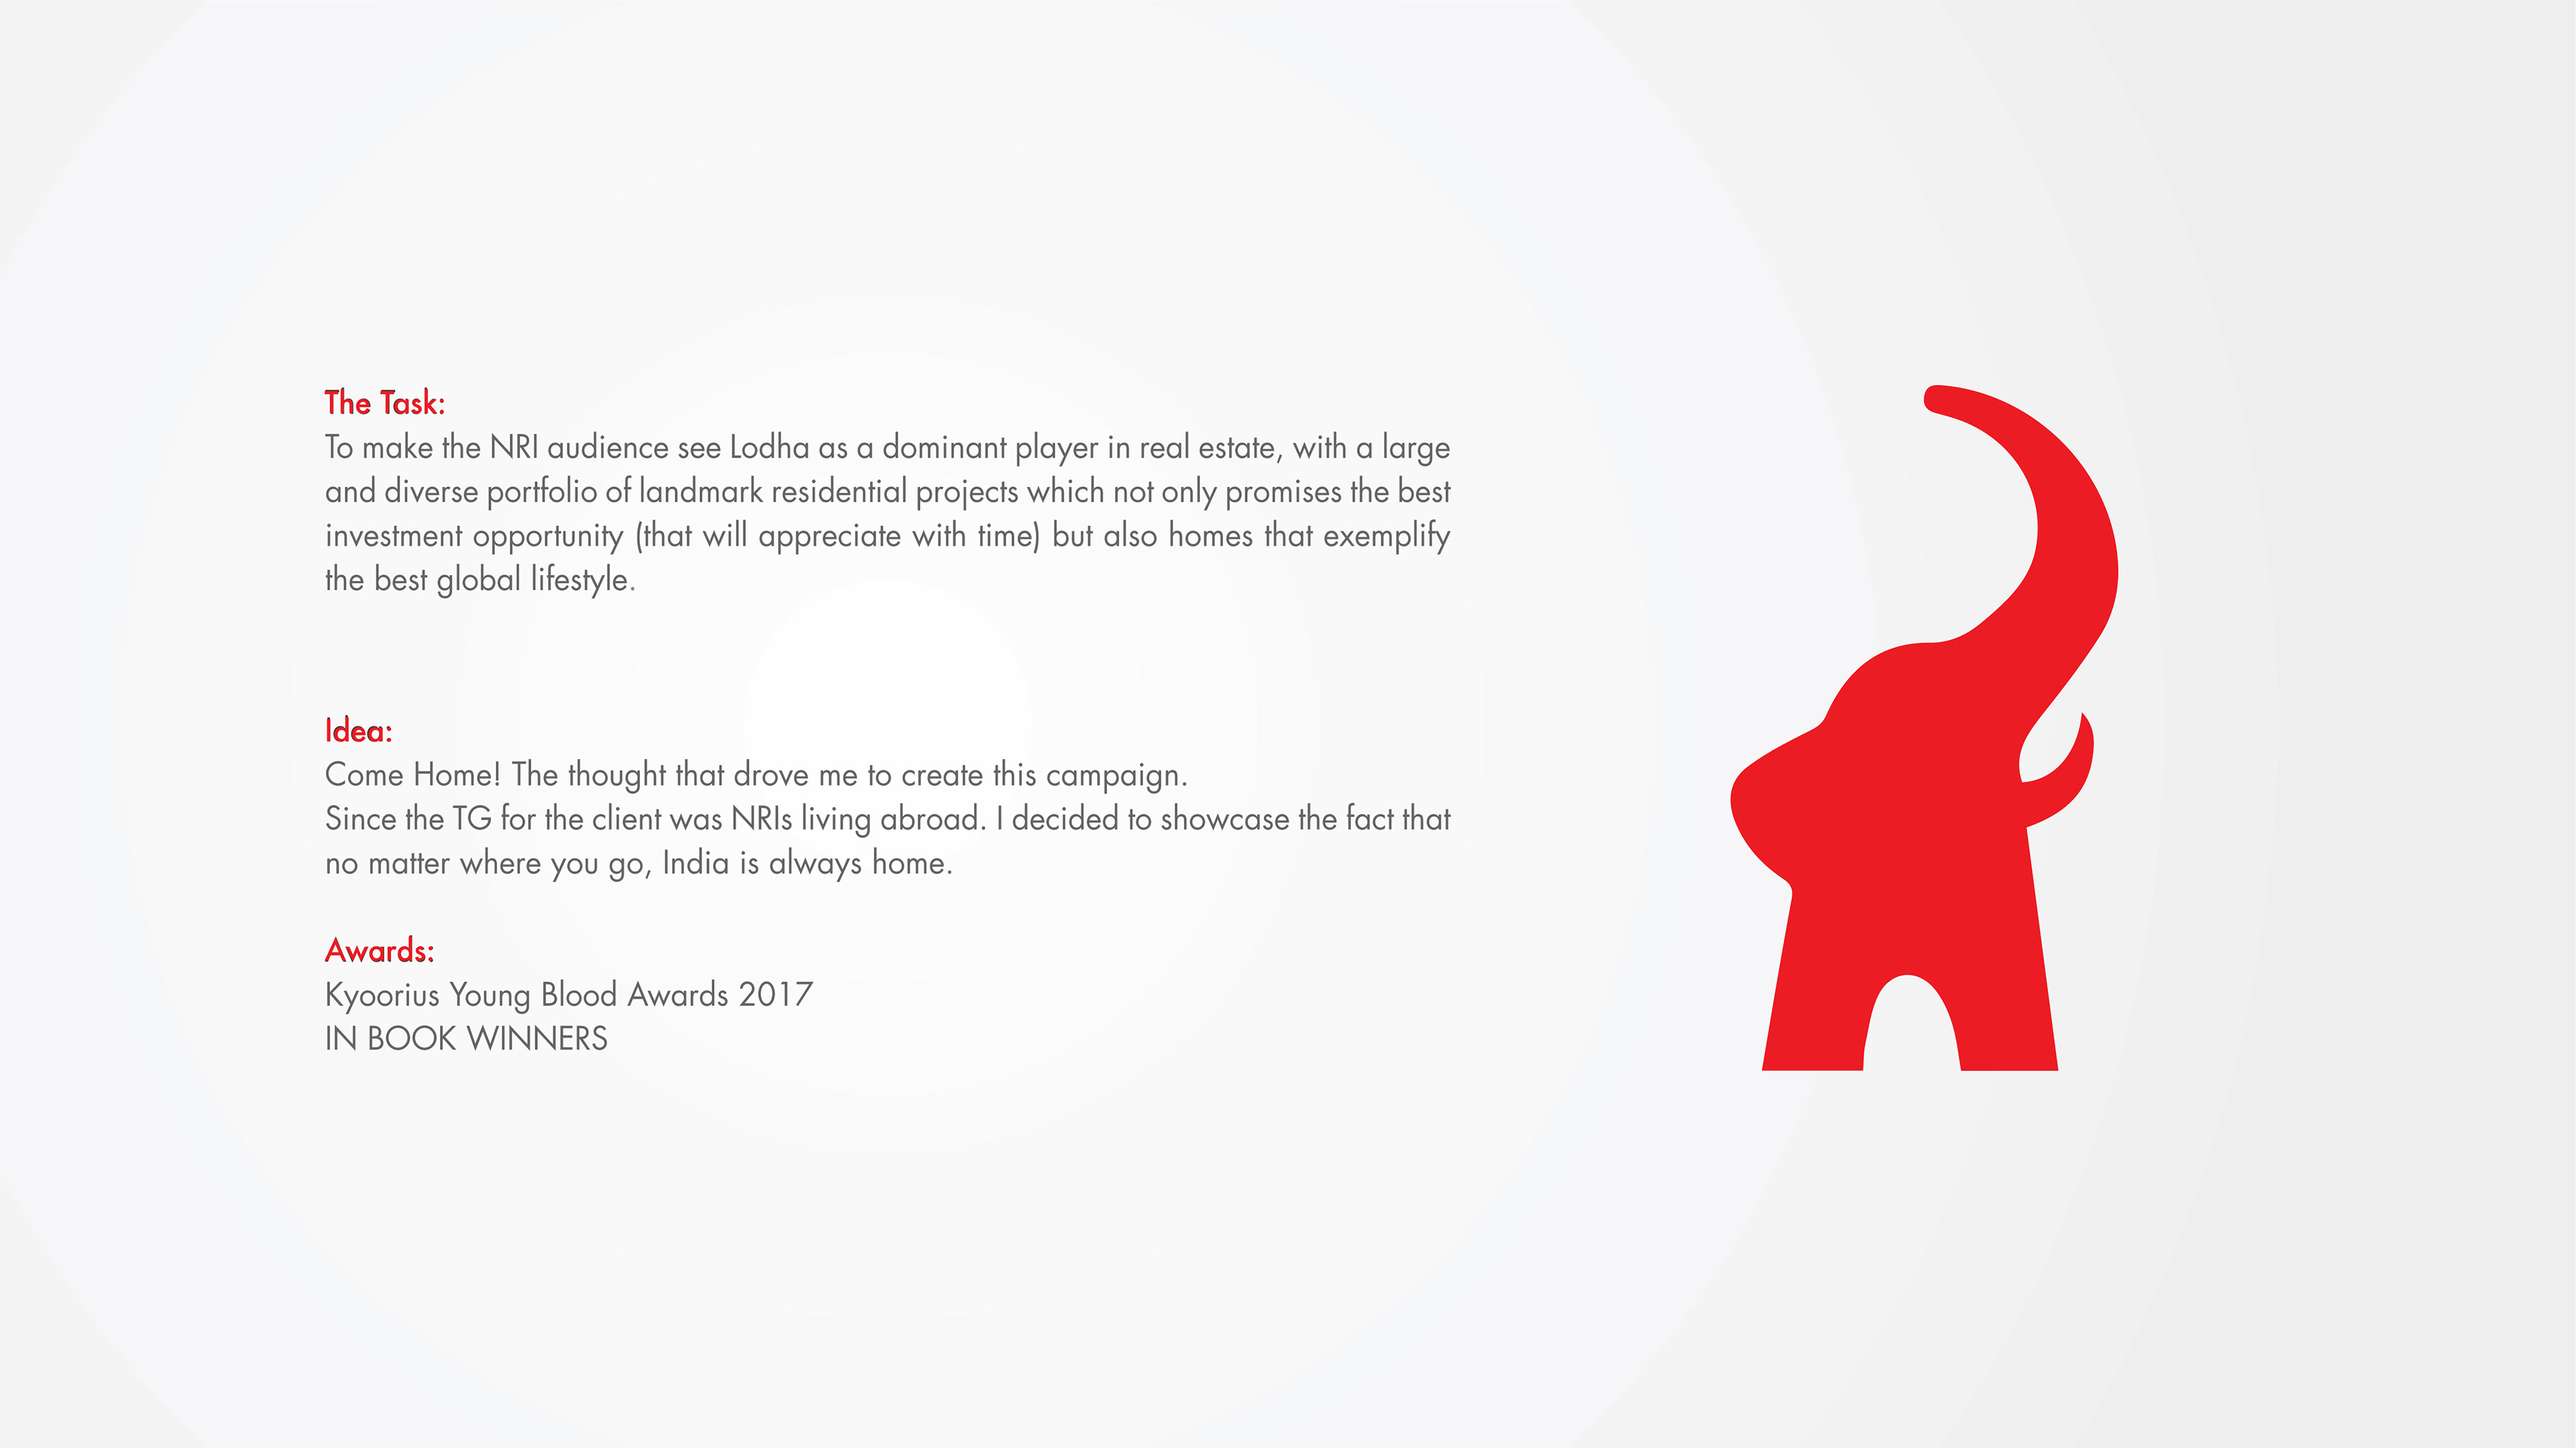 The Task:
To make the NRI audience see Lodha as a dominant player in real estate, with a large
and diverse portfolio of landmark residential projects which not only promises the best
investment opportunity (that will appreciate with time) but also homes that exemplify
the best global lifestyle.
Idea:
Come Home! The thought that drove me to create this campaign.
Since the TG for the client was NRIs living abroad. I decided to showcase the fact that
no matter where you go, India is always home.
Awards:
Kyoorius Young Blood Awards 2017
IN BOOK WINNERS